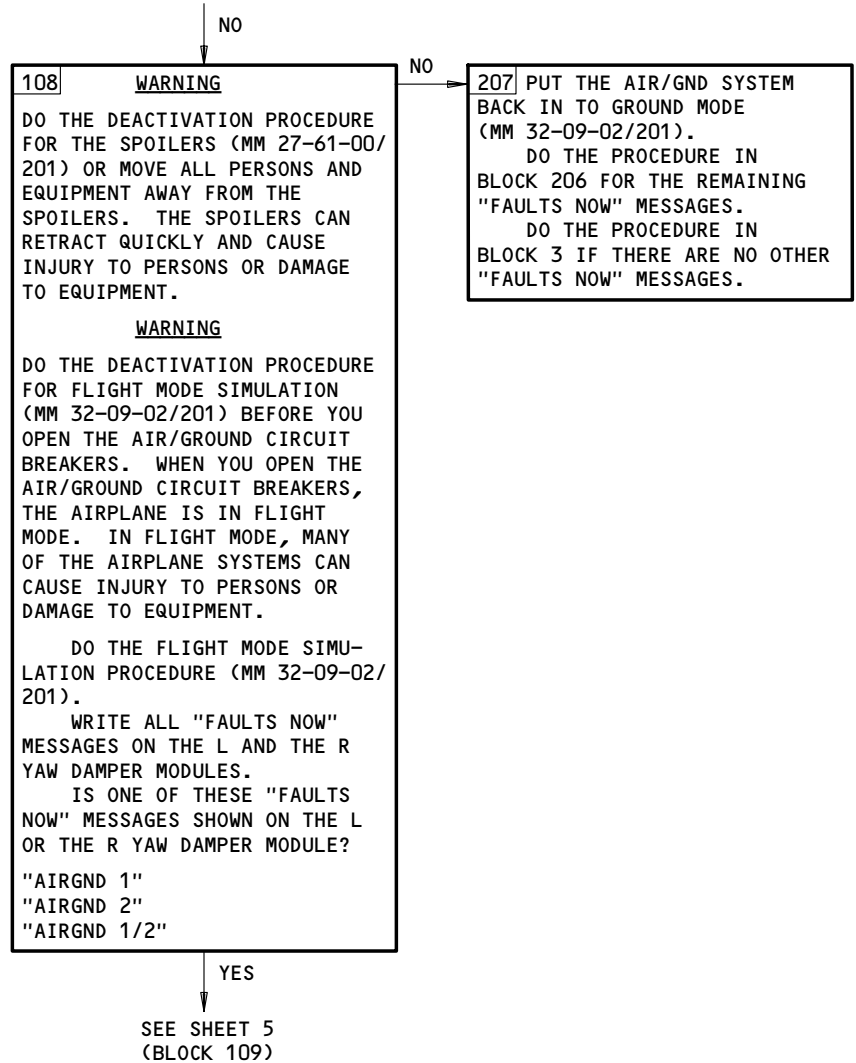 NO
108 WARNING
DO THE DEACTIVATION PROCEDURE
FOR THE SPOILERS (MM 27-61-00/
201) OR MOVE ALL PERSONS AND
EQUIPMENT AWAY FROM THE
SPOILERS. THE SPOILERS CAN
RETRACT QUICKLY AND CAUSE
INJURY TO PERSONS OR DAMAGE
TO EQUIPMENT.
WARNING
DO THE DEACTIVATION PROCEDURE
FOR FLIGHT MODE SIMULATION
(MM 32-09-02/201) BEFORE YOU
OPEN THE AIR/GROUND CIRCUIT
BREAKERS. WHEN YOU OPEN THE
AIR/GROUND CIRCUIT BREAKERS,
THE AIRPLANE IS IN FLIGHT
MODE. IN FLIGHT MODE, MANY
OF THE AIRPLANE SYSTEMS CAN
CAUSE INJURY TO PERSONS OR
DAMAGE TO EQUIPMENT.
DO THE FLIGHT MODE SIMU-
LATION PROCEDURE (MM 32-09-02/
201).
WRITE ALL "FAULTS NOW"
MESSAGES ON THE L AND THE R
YAW DAMPER MODULES.
IS ONE OF THESE "FAULTS
NOW" MESSAGES SHOWN ON THE L
OR THE R YAW DAMPER MODULE?
"AIRGND 1"
"AIRGND 2"
"AIRGND 1/2"
NO
207 PUT THE AIR/GND SYSTEM
BACK IN TO GROUND MODE
(MM 32-09-02/201).
DO THE PROCEDURE IN
BLOCK 206 FOR THE REMAINING
"FAULTS NOW" MESSAGES.
DO THE PROCEDURE IN
BLOCK 3 IF THERE ARE NO OTHER
"FAULTS NOW" MESSAGES.
YES
SEE SHEET 5
(BLOCK 109)